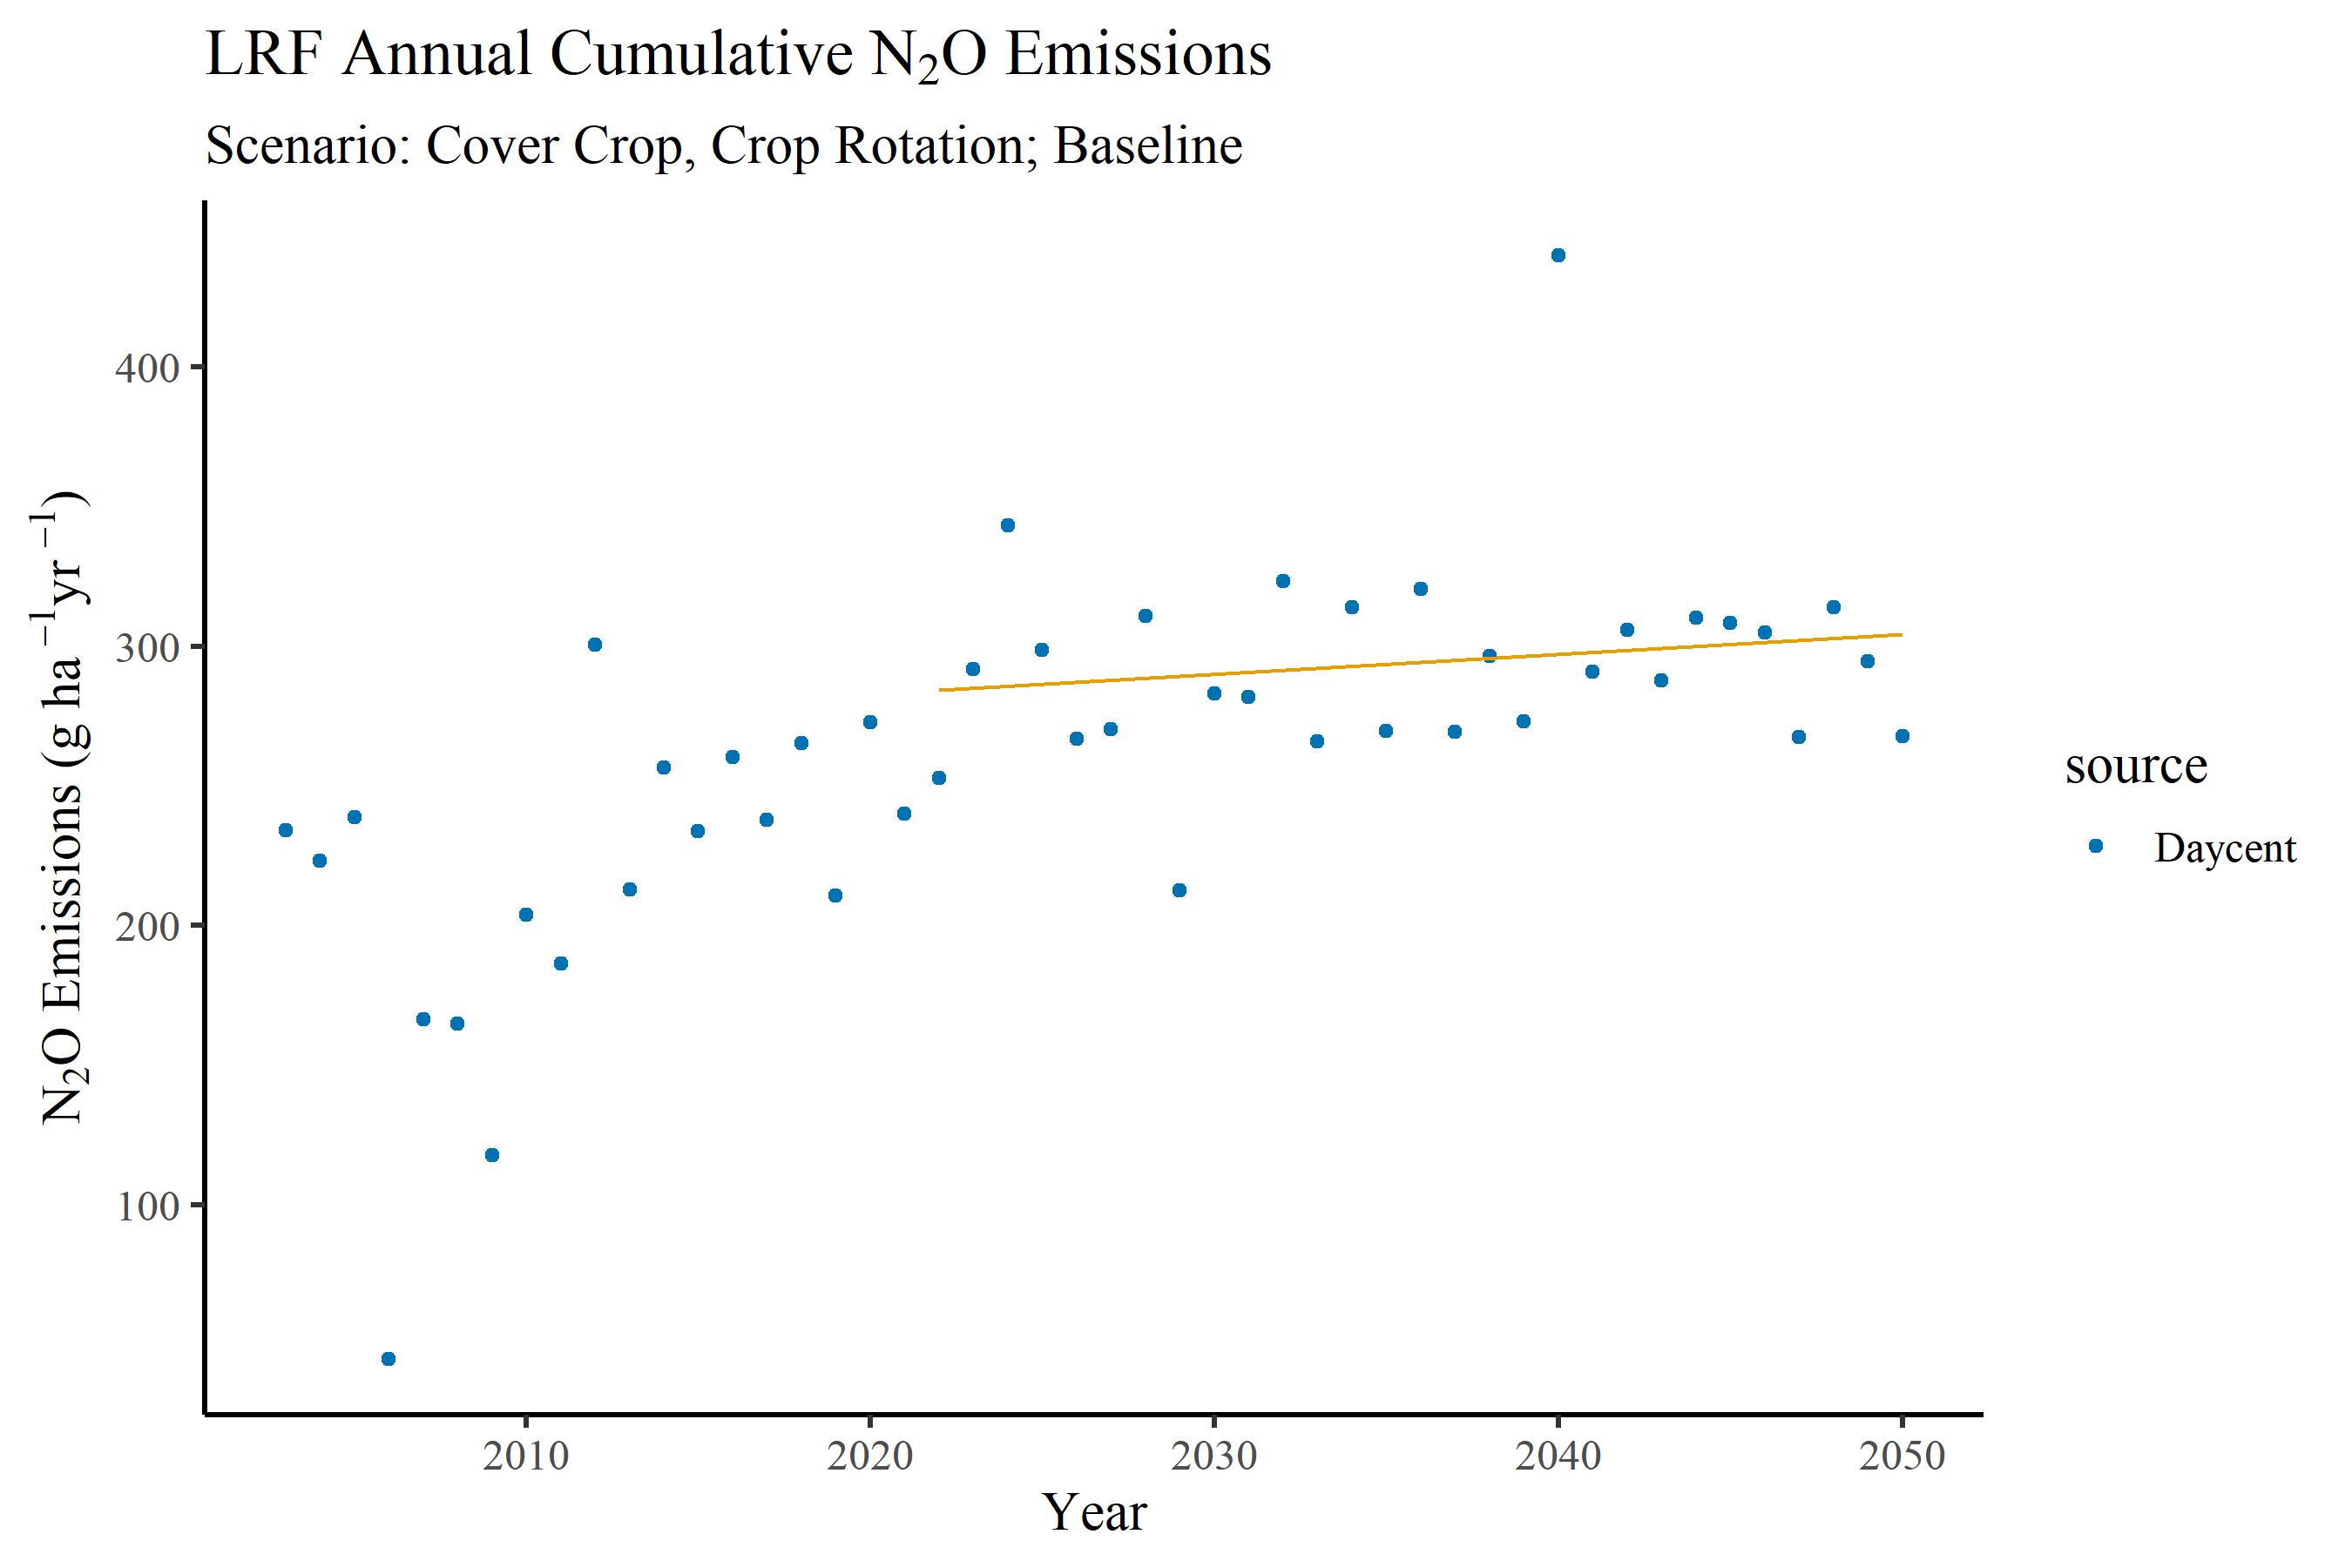 LRF Annual Cumulative N₂O Emissions
Scenario: Cover Crop, Crop Rotation; Baseline
N₂O Emissions (g ha ⁻¹yr ⁻¹)
400
300
200
100
2010 2020 2030 2040 2050
Year
source
Daycent